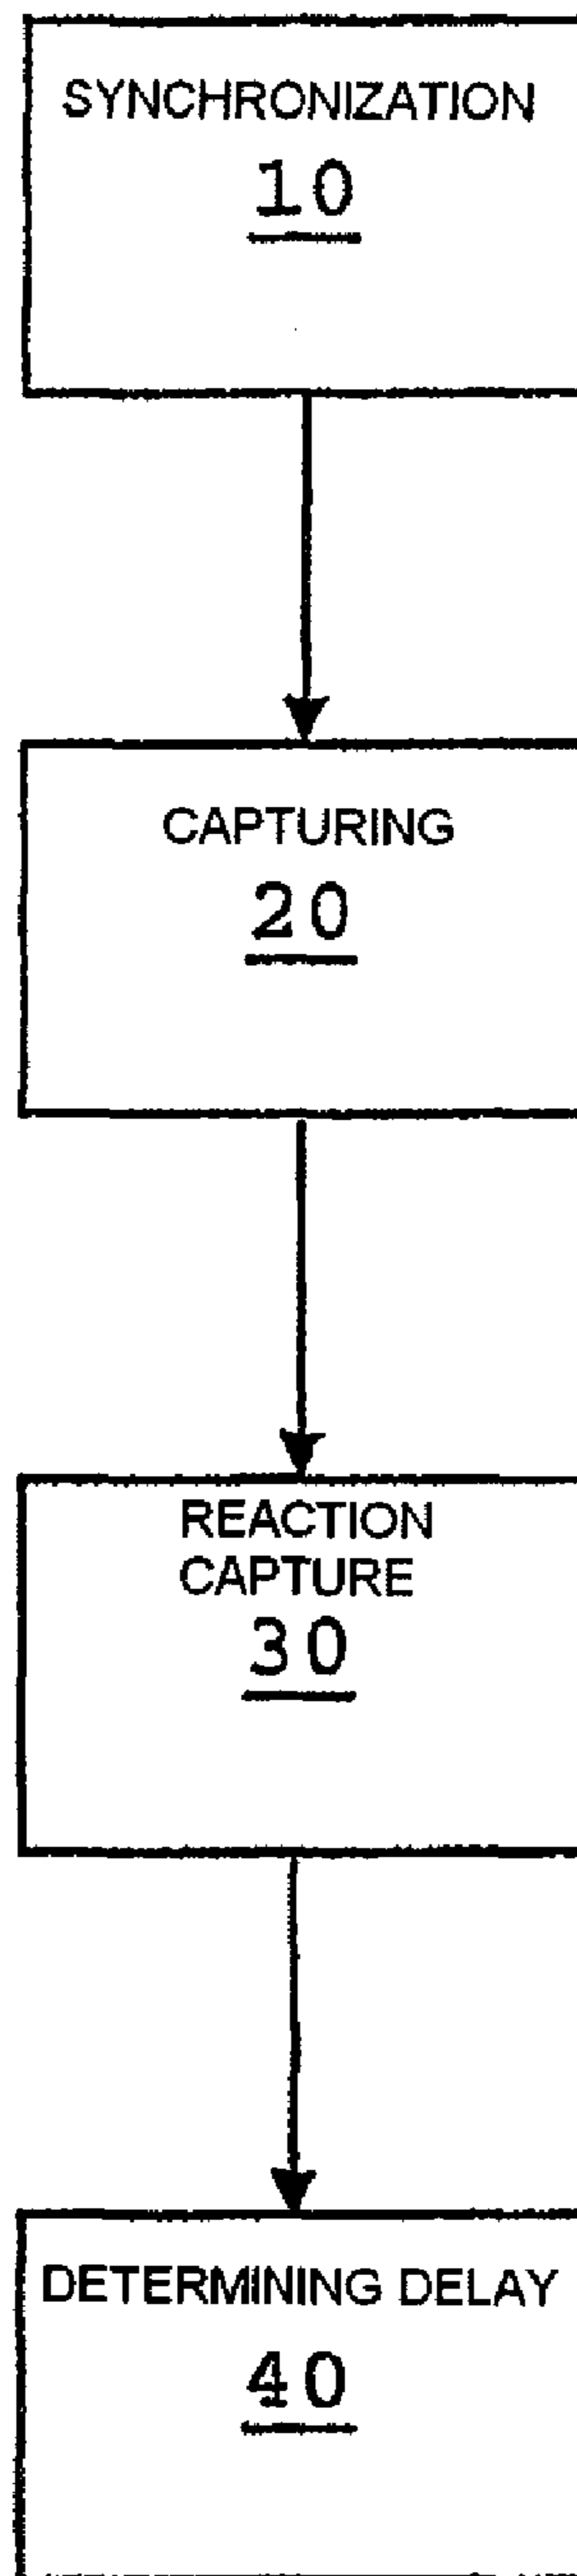 SYNCHRONIZATION
10
CAPTURING
20
REACTION
CAPTURE
30
DETERMINING DELAY
40